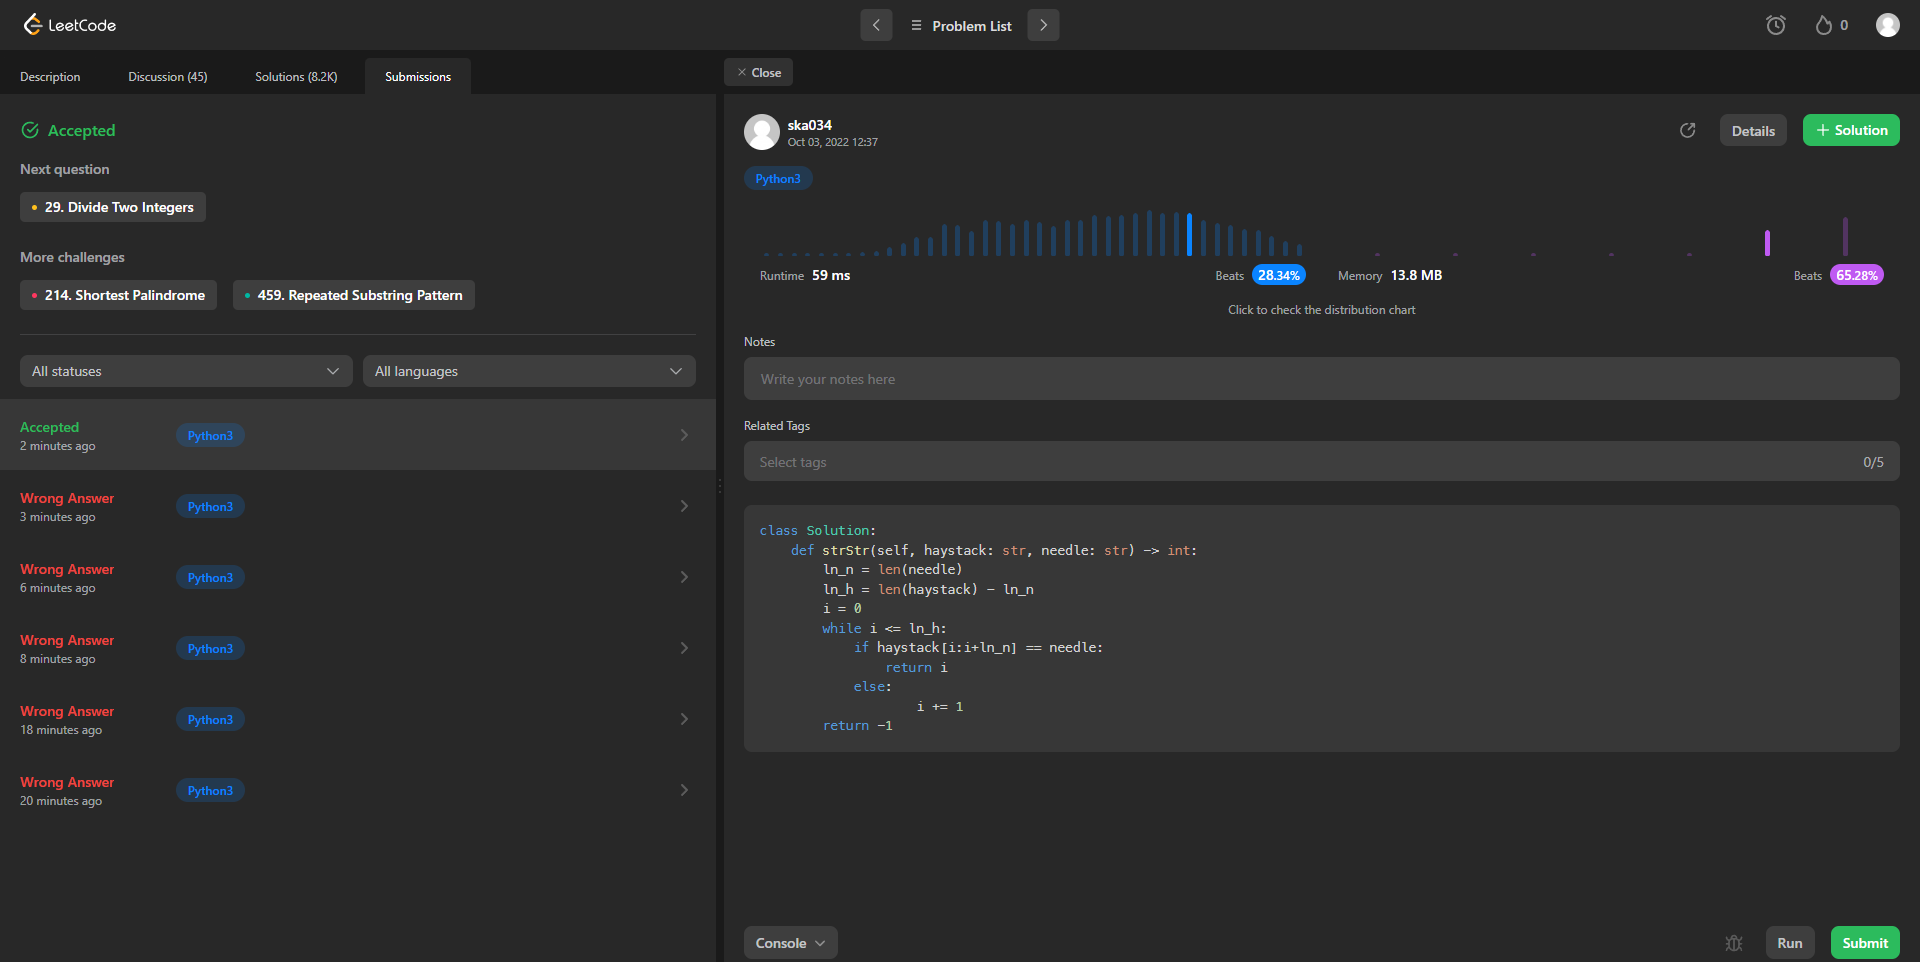 LeetCode
Problem List
0
Description
Discussion (45)
Solutions (8.2K)
Submissions
Close
Accepted
Next question
29. Divide Two Integers
More challenges
214. Shortest Palindrome
459. Repeated Substring Pattern
All statuses
All languages
Accepted
2 minutes ago
Python3
Wrong Answer
3 minutes ago
Python3
Wrong Answer
6 minutes ago
Python3
Wrong Answer
8 minutes ago
Python3
Wrong Answer
18 minutes ago
Python3
Wrong Answer
20 minutes ago
Python3
ska034
Oct 03, 2022 12:37
Details
+ Solution
Python3
Runtime 59 ms
Beats 28.34%
Memory 13.8 MB
Beats 65.28%
Click to check the distribution chart
Notes
Write your notes here
Related Tags
Select tags
0/5
class Solution:
    def strStr(self, haystack: str, needle: str) -> int:
        ln_n = len(needle)
        ln_h = len(haystack) - ln_n
        i = 0
        while i <= ln_h:
            if haystack[i:i+ln_n] == needle:
                return i
            else:
                    i += 1
        return -1
Console
Run
Submit